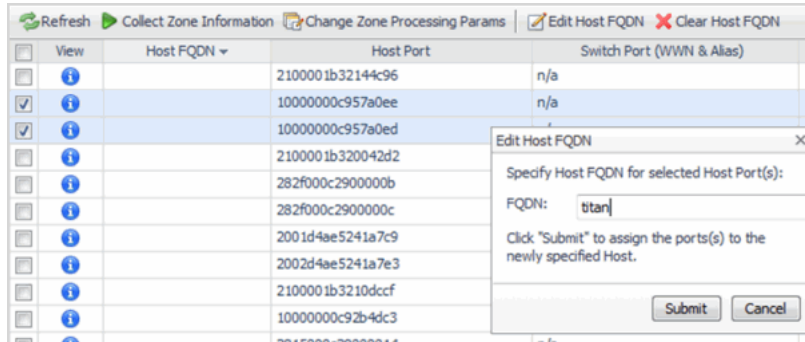 Refresh Collect Zone Information Change Zone Processing Params Edit Host FQDN Clear Host FQDN
View Host FQDN Host Port Switch Port (WWN & Alias)
2100001b32144c96 n/a
10000000c957a0ee n/a
10000000c957a0ed
Edit Host FQDN
2100001b320042d2
Specify Host FQDN for selected Host Port(s):
282f000c2900000b
FQDN: titan
282f000c2900000c
2001d4ae5241a7c9
Click "Submit" to assign the ports(s) to the
newly specified Host.
2002d4ae5241a7e3
2100001b3210dccf
Submit Cancel
10000000c92b4dc3